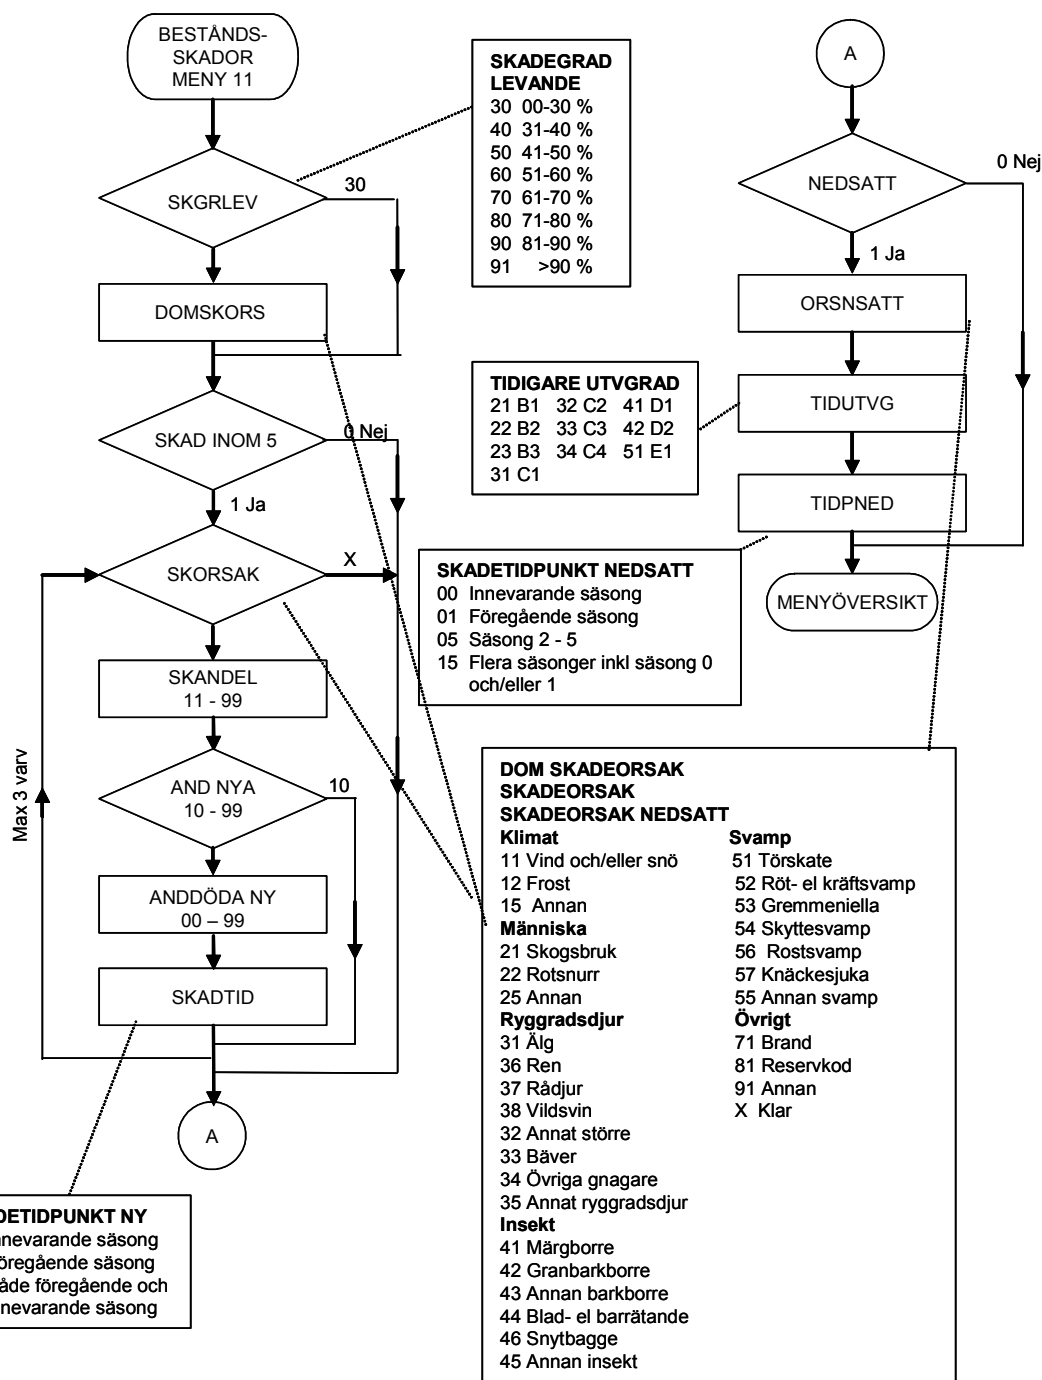 BESTÅNDS-
SKADOR
MENY 11
SKGRLEV
30
DOMSKORS
SKAD INOM 5
0 Nej
1 Ja
SKORSAK
X
SKANDEL
11 - 99
AND NYA
10 - 99
10
Max 3 varv
ANDDÖDA NY
00 – 99
SKADTID
A
SKADEGRAD
LEVANDE
30 00-30 %
40 31-40 %
50 41-50 %
60 51-60 %
70 61-70 %
80 71-80 %
90 81-90 %
91 >90 %
A
NEDSATT
0 Nej
1 Ja
ORSNSATT
TIDUTVG
TIDPNED
MENYÖVERSIKT
TIDIGARE UTVGRAD
21 B1 32 C2 41 D1
22 B2 33 C3 42 D2
23 B3 34 C4 51 E1
31 C1
SKADETIDPUNKT NEDSATT
00 Innevarande säsong
01 Föregående säsong
05 Säsong 2 - 5
15 Flera säsonger inkl säsong 0
och/eller 1
DOM SKADEORSAK
SKADEORSAK
SKADEORSAK NEDSATT
Klimat
11 Vind och/eller snö
12 Frost
15 Annan
Människa
21 Skogsbruk
22 Rotsnurr
25 Annan
Ryggradsdjur
31 Älg
36 Ren
37 Rådjur
38 Vildsvin
32 Annat större
33 Bäver
34 Övriga gnagare
35 Annat ryggradsdjur
Insekt
41 Märgborre
42 Granbarkborre
43 Annan barkborre
44 Blad- el barrätande
46 Snytbagge
45 Annan insekt
Svamp
51 Törskate
52 Röt- el kräftsvamp
53 Gremmeniella
54 Skyttesvamp
56 Rostsvamp
57 Knäckesjuka
55 Annan svamp
Övrigt
71 Brand
81 Reservkod
91 Annan
X Klar
DETIDPUNKT NY
nevarande säsong
öregående säsong
åde föregående och
nevarande säsong